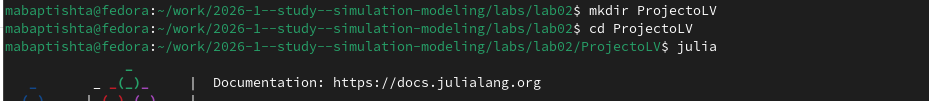 mabaptishta@fedora:~/work/2026-1--study--simulation-modeling/labs/lab02$ mkdir ProjectoLV
mabaptishta@fedora:~/work/2026-1--study--simulation-modeling/labs/lab02$ cd ProjectoLV
mabaptishta@fedora:~/work/2026-1--study--simulation-modeling/labs/lab02/ProjectoLV$ julia
_
_ _ _(_)_ | Documentation: https://docs.julialang.org